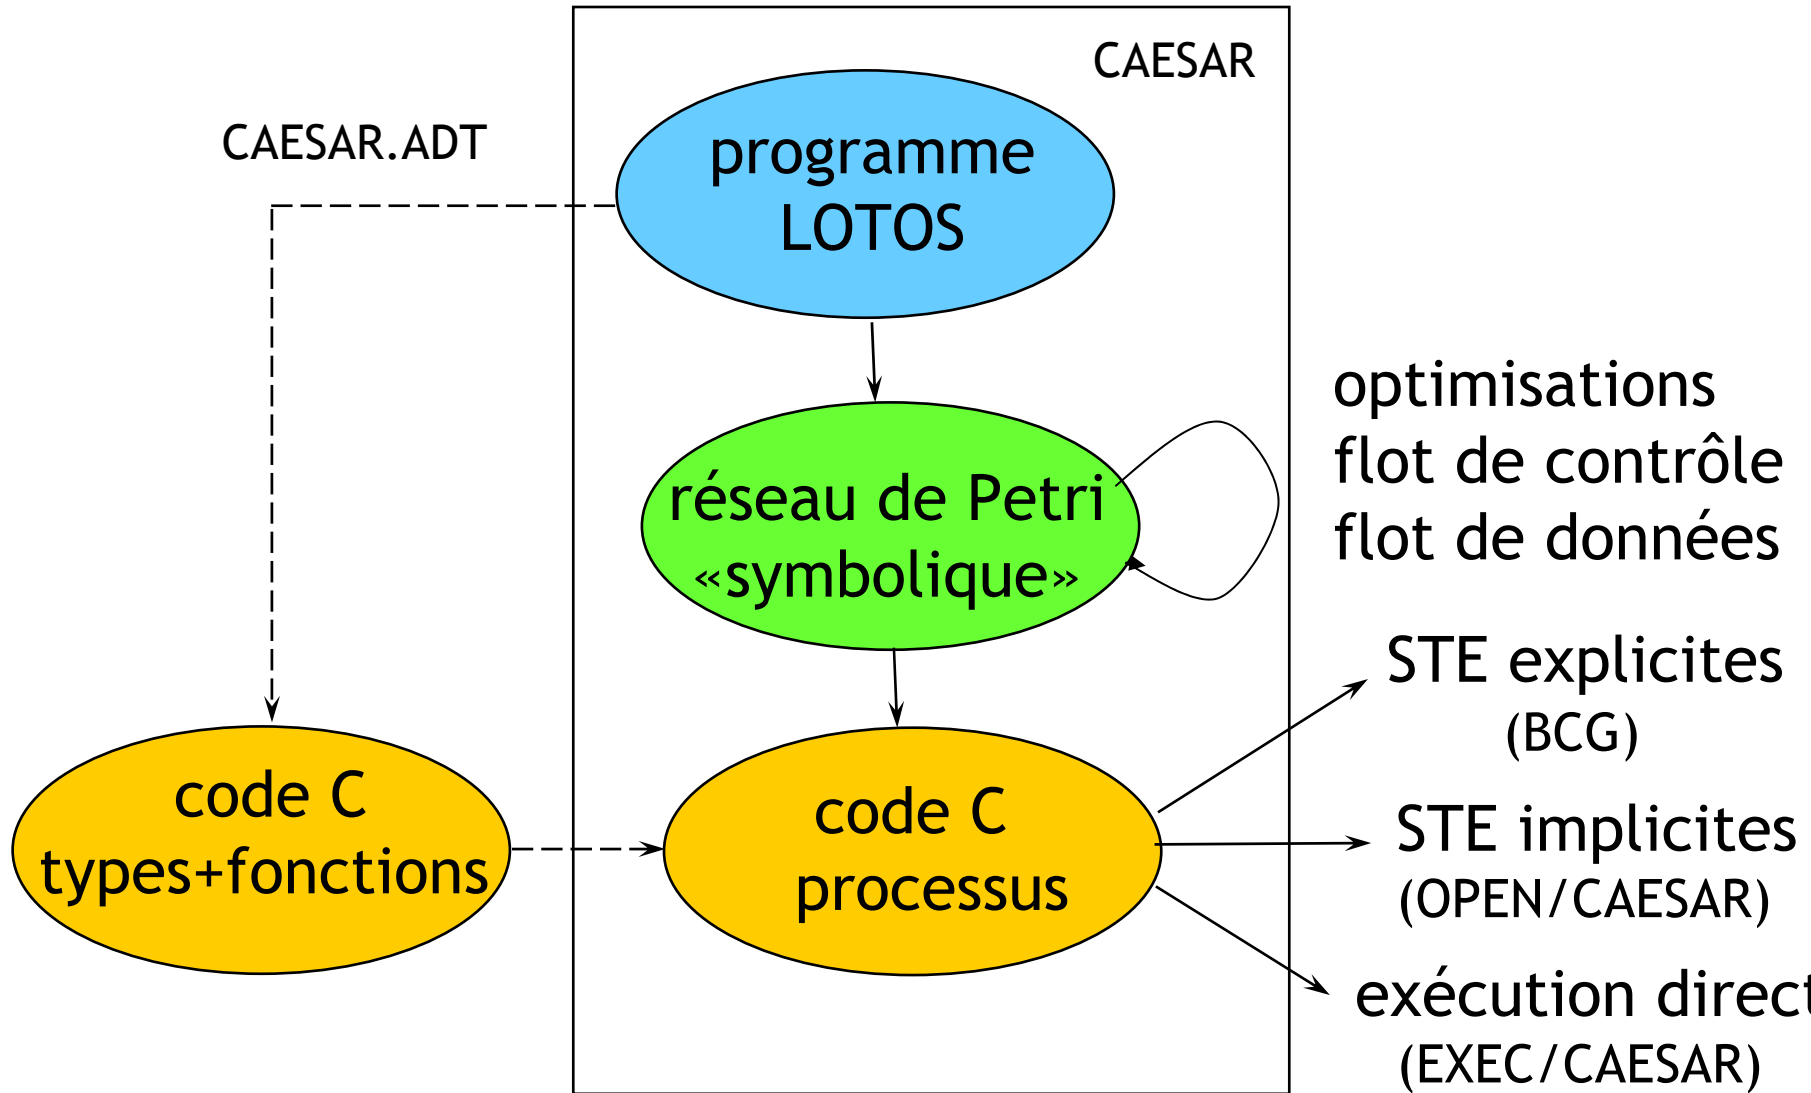 CAESAR
CAESAR.ADT
programme
LOTOS
optimisations
flot de contrôle
flot de données
réseau de Petri
«symbolique»
STE explicites
(BCG)
code C
types+fonctions
code C
processus
STE implicites
(OPEN/CAESAR)
exécution
(EXEC/CAESAR)